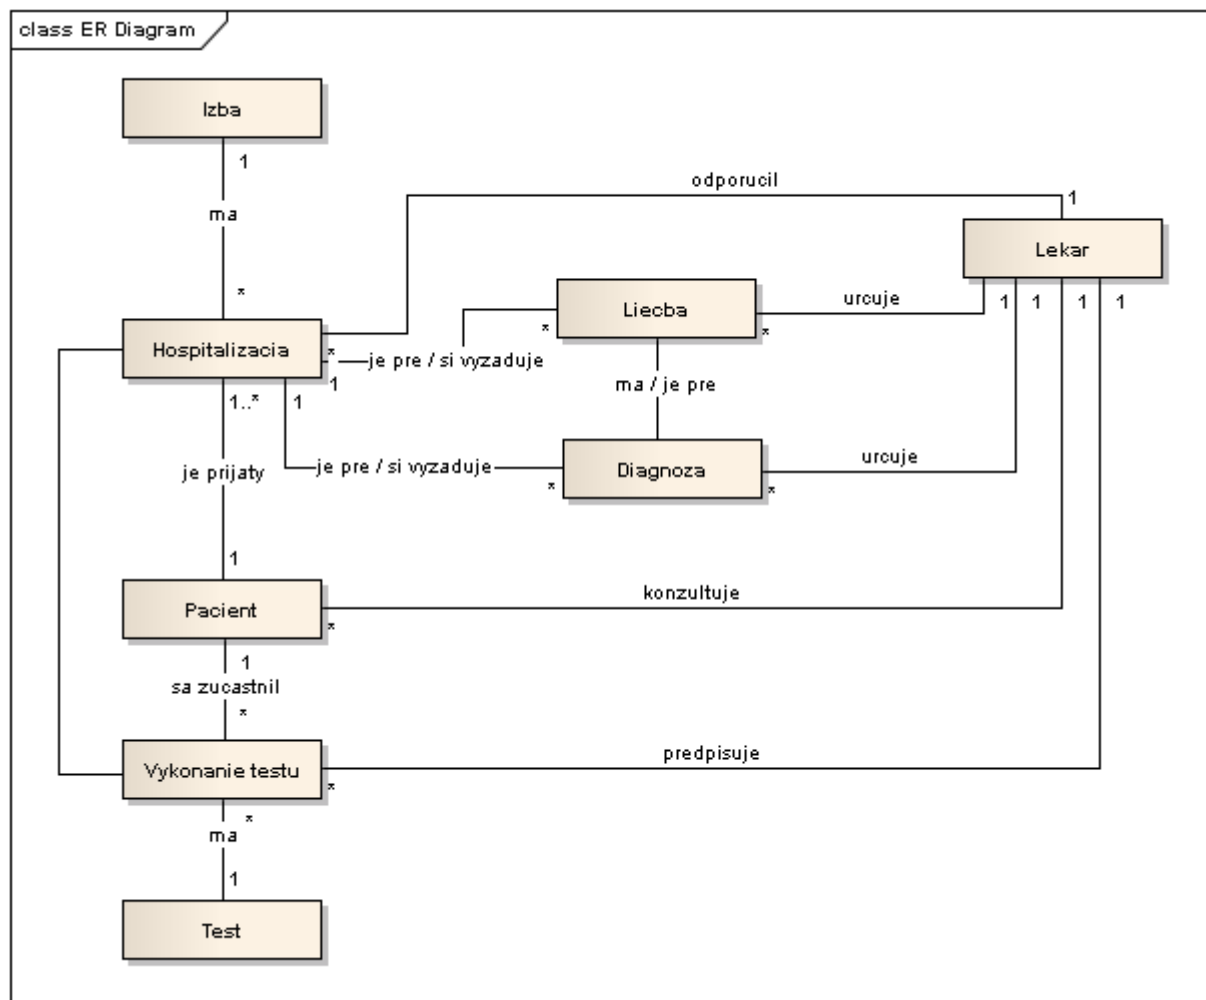 class ER Diagram
Izba
1
ma
*
odporucil
1
Lekar
Liecba
urcuje
*
*
1
1
1
1
Hospitalizacia
*
je pre / si vyzaduje
1
1..*
1
ma / je pre
je prijaty
je pre / si vyzaduje
*
Diagnoza
urcuje
*
1
Pacient
konzultuje
*
1
sa zucastnil
*
Vykonanie testu
predpisuje
*
*
ma
1
Test